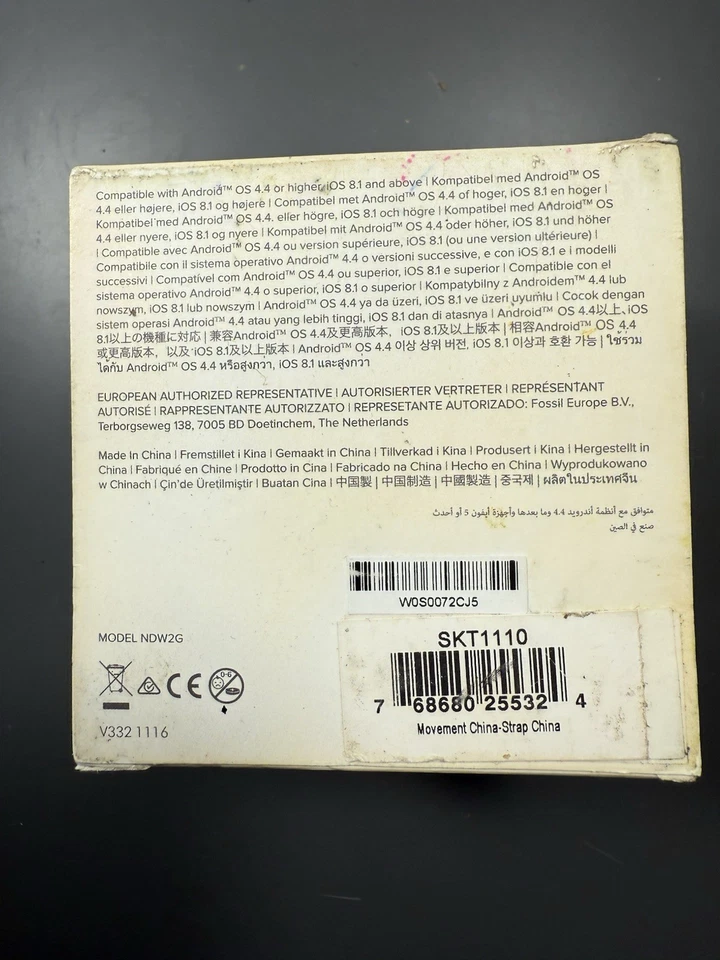 Compatible with Android™ OS 4.4 or higher, iOS 8.1 and above | Kompatibel med Android™ OS
4.4 eller højere, iOS 8.1 og højere | Compatibel met Android™ OS 4.4 of hoger, iOS 8.1 en hoger |
Kompatibel med Android™ OS 4.4. eller högre, iOS 8.1 och högre | Kompatibel med Android™ OS
4.4 eller nyere, iOS 8.1 og nyere | Kompatibel mit Android™ OS 4.4 oder höher, iOS 8.1 und höher
| Compatible avec Android™ OS 4.4 ou version supérieure, iOS 8.1 (ou une version ultérieure) |
Compatibile con il sistema operativo Android™ 4.4 o versioni successive, e con iOS 8.1 e i modelli
successivi | Compatível com Android™ OS 4.4 ou superior, iOS 8.1 e superior | Compatible con el
sistema operativo Android™ 4.4 o superior, iOS 8.1 o superior | Kompatybilny z Androidem™ 4.4 lub
nowszym, iOS 8.1 lub nowszym | Android™ OS 4.4 ya da üzeri, iOS 8.1 ve üzeri uyumlu | Cocok dengan
sistem operasi Android™ 4.4 atau yang lebih tinggi, iOS 8.1 dan di atasnya | Android™ OS 4.4以上、iOS
8.1以上の機種に対応 | 兼容Android™ OS 4.4及更高版本，iOS 8.1及以上版本 | 相容Android™ OS 4.4
或更高版本，以及 iOS 8.1及以上版本 | Android™ OS 4.4 이상 상위 버전, iOS 8.1 이상과 호환 가능 | ใช้ร่วม
ได้กับ Android™ OS 4.4 หรือสูงกว่า, iOS 8.1 และสูงกว่า
EUROPEAN AUTHORIZED REPRESENTATIVE | AUTORISIERTER VERTRETER | REPRÉSENTANT
AUTORISÉ | RAPPRESENTANTE AUTORIZZATO | REPRESETANTE AUTORIZADO: Fossil Europe B.V.,
Terborgseweg 138, 7005 BD Doetinchem, The Netherlands
Made In China | Fremstillet i Kina | Gemaakt in China | Tillverkad i Kina | Produsert i Kina | Hergestellt in
China | Fabriqué en Chine | Prodotto in Cina | Fabricado na China | Hecho en China | Wyprodukowano
w Chinach | Çin'de Üretilmiştir | Buatan Cina | 中国製 | 中国制造 | 中國製造 | 중국제 | ผลิตในประเทศจีน
متوافق مع أنظمة أندرويد 4.4 وما بعدها وأجهزة أيفون 5 أو أحدث
صنع في الصين
W0S0072CJ5
MODEL NDW2G
SKT1110
7 68680 25532 4
Movement China-Strap China
CE
0-6
V332 1116